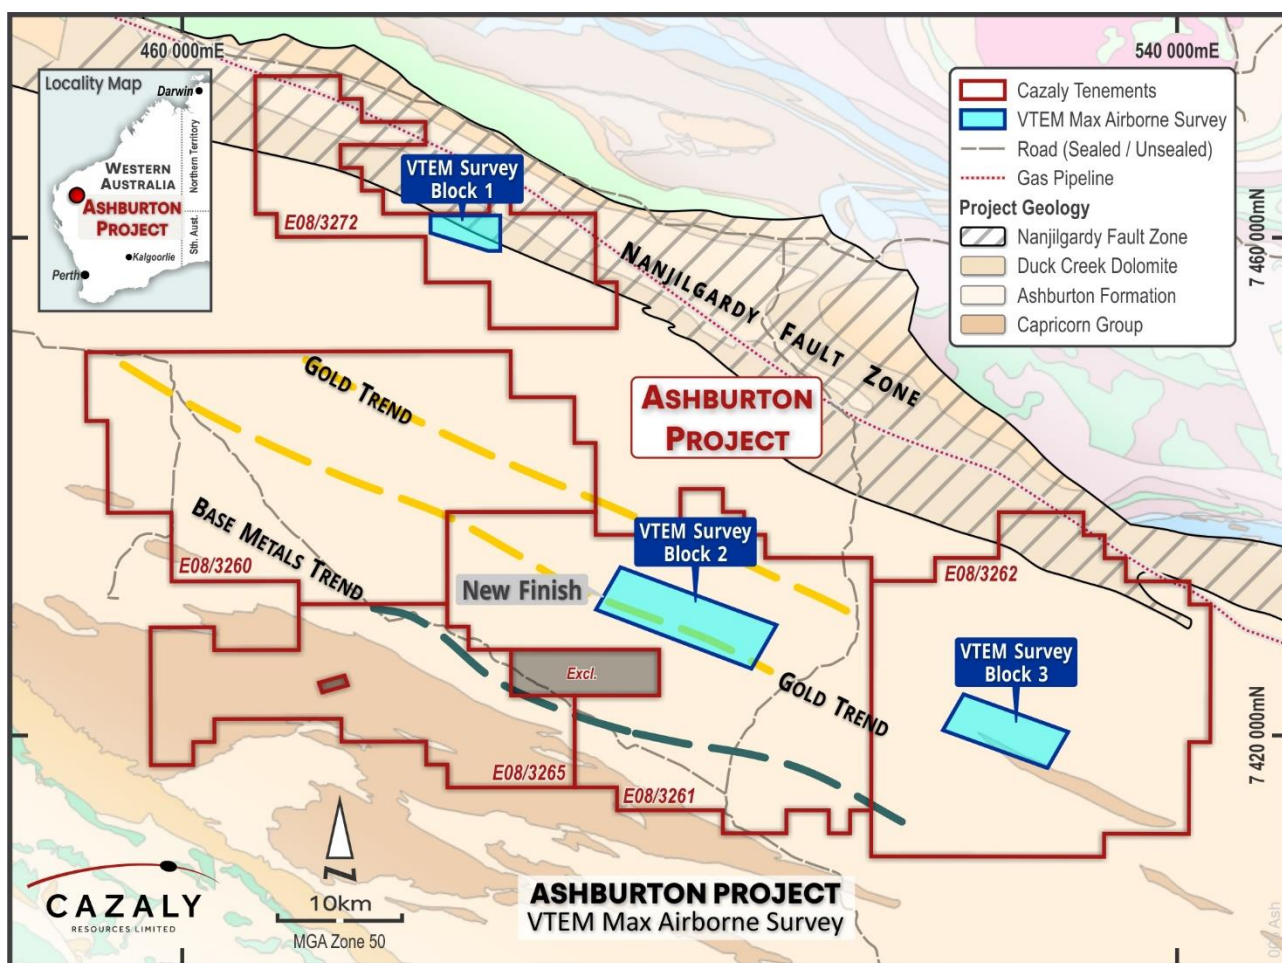 460 000mE
540 000mE
Locality Map
Darwin
Northern Territory
WESTERN
AUSTRALIA
ASHBURTON
PROJECT
Sth. Aust.
Kalgoorlie
Perth
Cazaly Tenements
VTEM Max Airborne Survey
Road (Sealed / Unsealed)
Gas Pipeline
Project Geology
Nanjilgardy Fault Zone
Duck Creek Dolomite
Ashburton Formation
Capricorn Group
VTEM Survey
Block 1
E08/3272
7 460 000mN
NANJILGARDY FAULT ZONE
GOLD TREND
ASHBURTON
PROJECT
BASE METALS TREND
VTEM Survey
Block 2
E08/3260
E08/3262
New Finish
VTEM Survey
Block 3
Excl.
GOLD TREND
7 420 000mN
E08/3265
E08/3261
N
10km
MGA Zone 50
CAZALY
RESOURCES LIMITED
ASHBURTON PROJECT
VTEM Max Airborne Survey